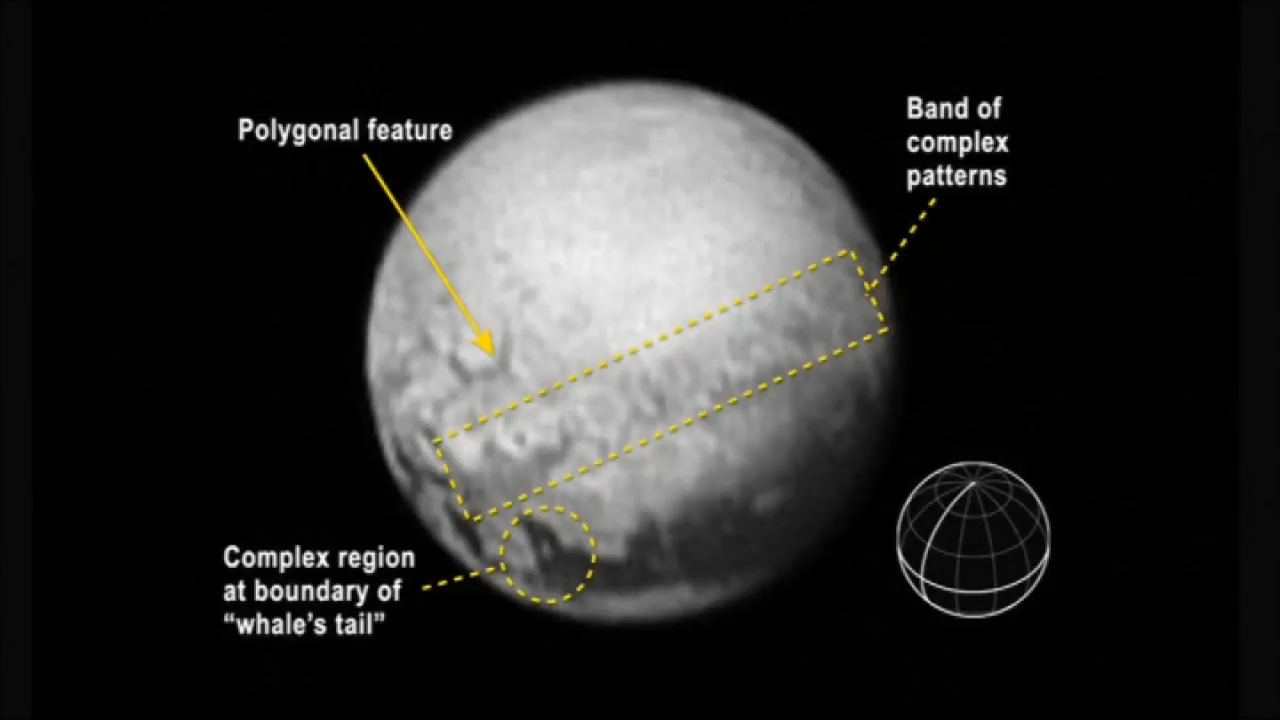 Polygonal feature
Band of
complex
patterns
Complex region
at boundary of
“whale’s tail”